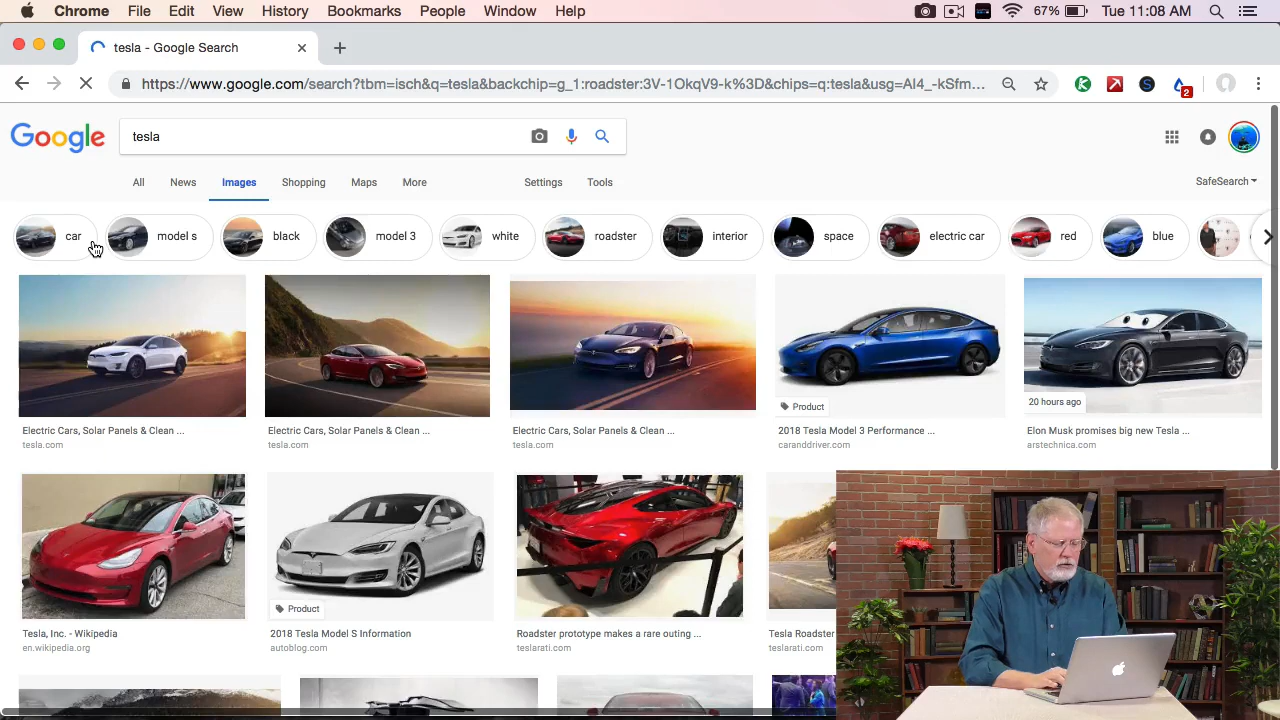 Chrome File Edit View History Bookmarks People Window Help 67% Tue 11:08 AM
tesla - Google Search
https://www.google.com/search?tbm=isch&q=tesla&backchip=g_1:roadster:3V-1OkqV9-k%3D&chips=q:tesla&usg=AI4_-kSfm...
2
Google tesla
All News Images Shopping Maps More Settings Tools SafeSearch
car model s black model 3 white roadster interior space electric car red blue
Product 20 hours ago
Electric Cars, Solar Panels & Clean ... Electric Cars, Solar Panels & Clean ... Electric Cars, Solar Panels & Clean ... 2018 Tesla Model 3 Performance ... Elon Musk promises big new Tesla ...
tesla.com tesla.com tesla.com caranddriver.com arstechnica.com
Product
Tesla, Inc. - Wikipedia 2018 Tesla Model S Information Roadster prototype makes a rare outing ... Tesla Roadster
en.wikipedia.org autoblog.com teslarati.com teslarati.com